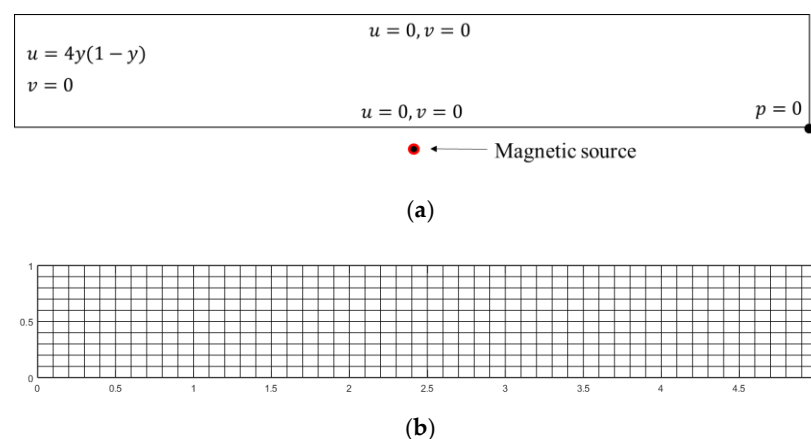 u = 0, v = 0
u = 4y(1 − y)
v = 0
u = 0, v = 0
p = 0
Magnetic source
(a)
1
0.5
0
0 0.5 1 1.5 2 2.5 3 3.5 4 4.5
(b)